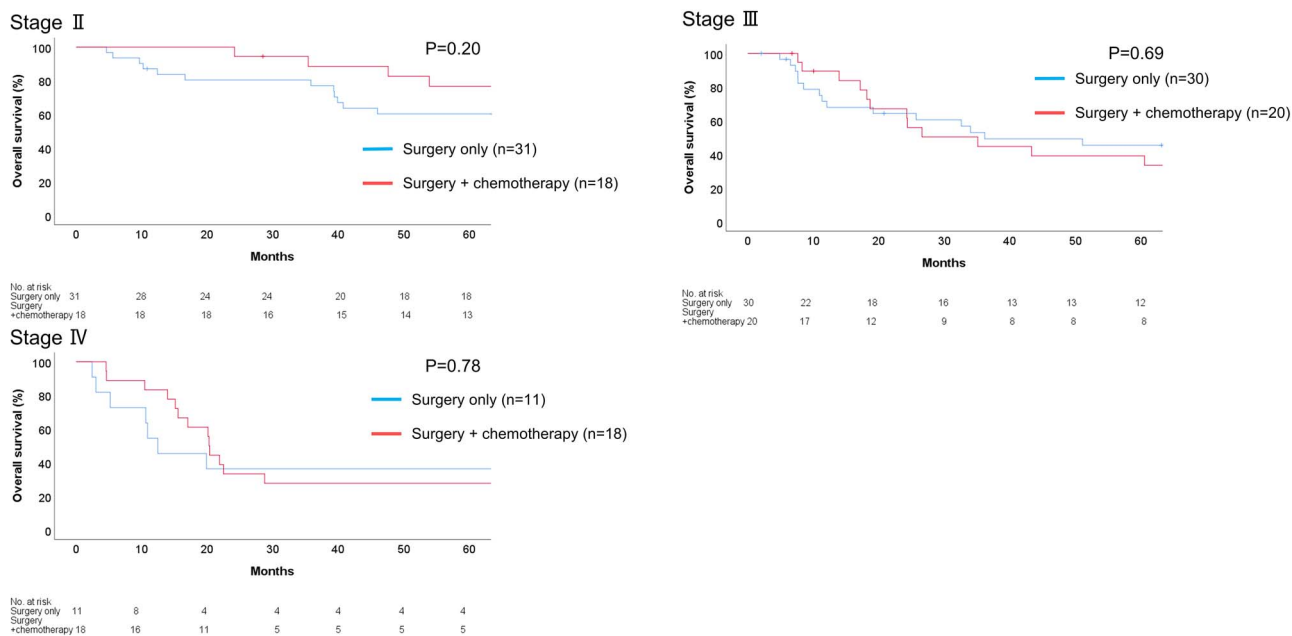 Stage Ⅱ
P=0.20
100
80
60
40
20
0
Overall survival (%)
Surgery only (n=31)
Surgery + chemotherapy (n=18)
0 10 20 30 40 50 60
Months
No. at risk
Surgery only 31 28 24 24 20 18 18
Surgery
+chemotherapy 18 18 18 16 15 14 13
Stage Ⅲ
P=0.69
100
80
60
40
20
0
Overall survival (%)
Surgery only (n=30)
Surgery + chemotherapy (n=20)
0 10 20 30 40 50 60
Months
No. at risk
Surgery only 30 22 18 16 13 13 12
Surgery
+chemotherapy 20 17 12 9 8 8 8
Stage Ⅳ
P=0.78
100
80
60
40
20
0
Overall survival (%)
Surgery only (n=11)
Surgery + chemotherapy (n=18)
0 10 20 30 40 50 60
Months
No. at risk
Surgery only 11 8 4 4 4 4 4
Surgery
+chemotherapy 18 16 11 5 5 5 5